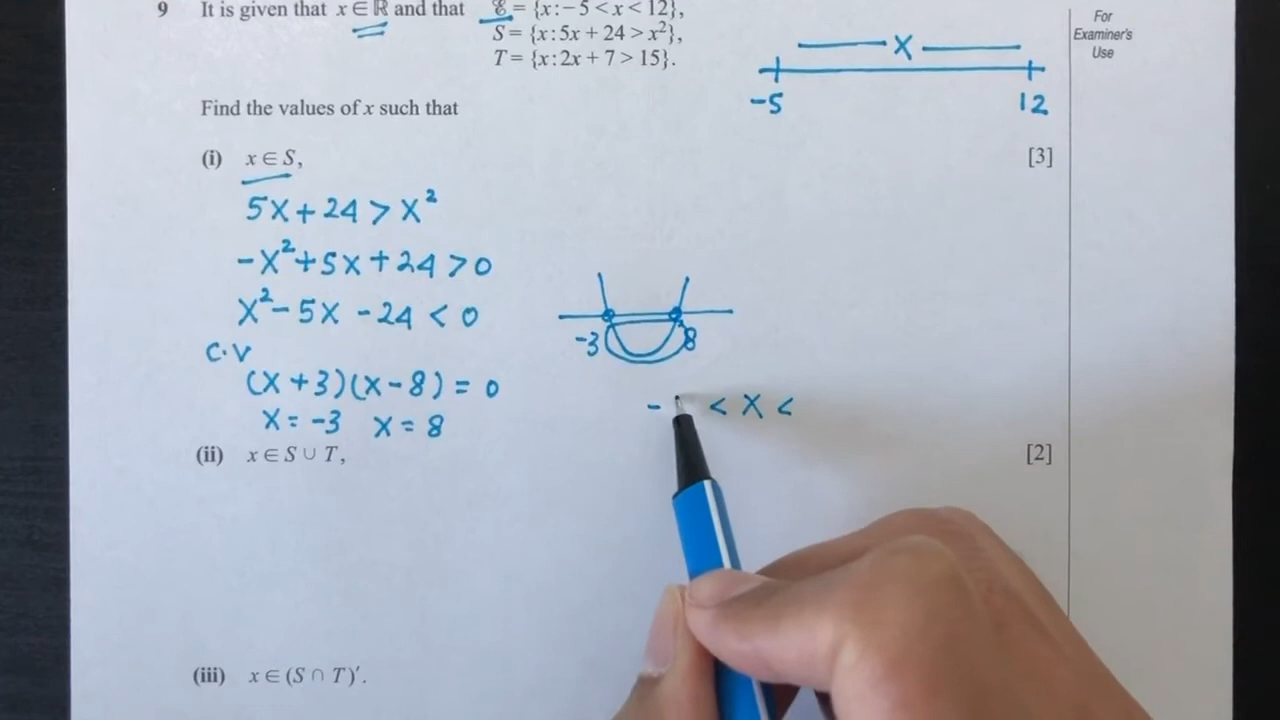 9 It is given that x ∈ ℝ and that ℰ = {x : −5 < x < 12},
S = {x : 5x + 24 > x²},
T = {x : 2x + 7 > 15}.
For
Examiner's
Use
x
-5 12
Find the values of x such that
(i) x ∈ S, [3]
5x + 24 > x²
-x² + 5x + 24 > 0
x² - 5x - 24 < 0
-3 8
C.V
(x + 3)(x - 8) = 0
x = -3 x = 8
- < x <
(ii) x ∈ S ∪ T, [2]
(iii) x ∈ (S ∩ T)′.